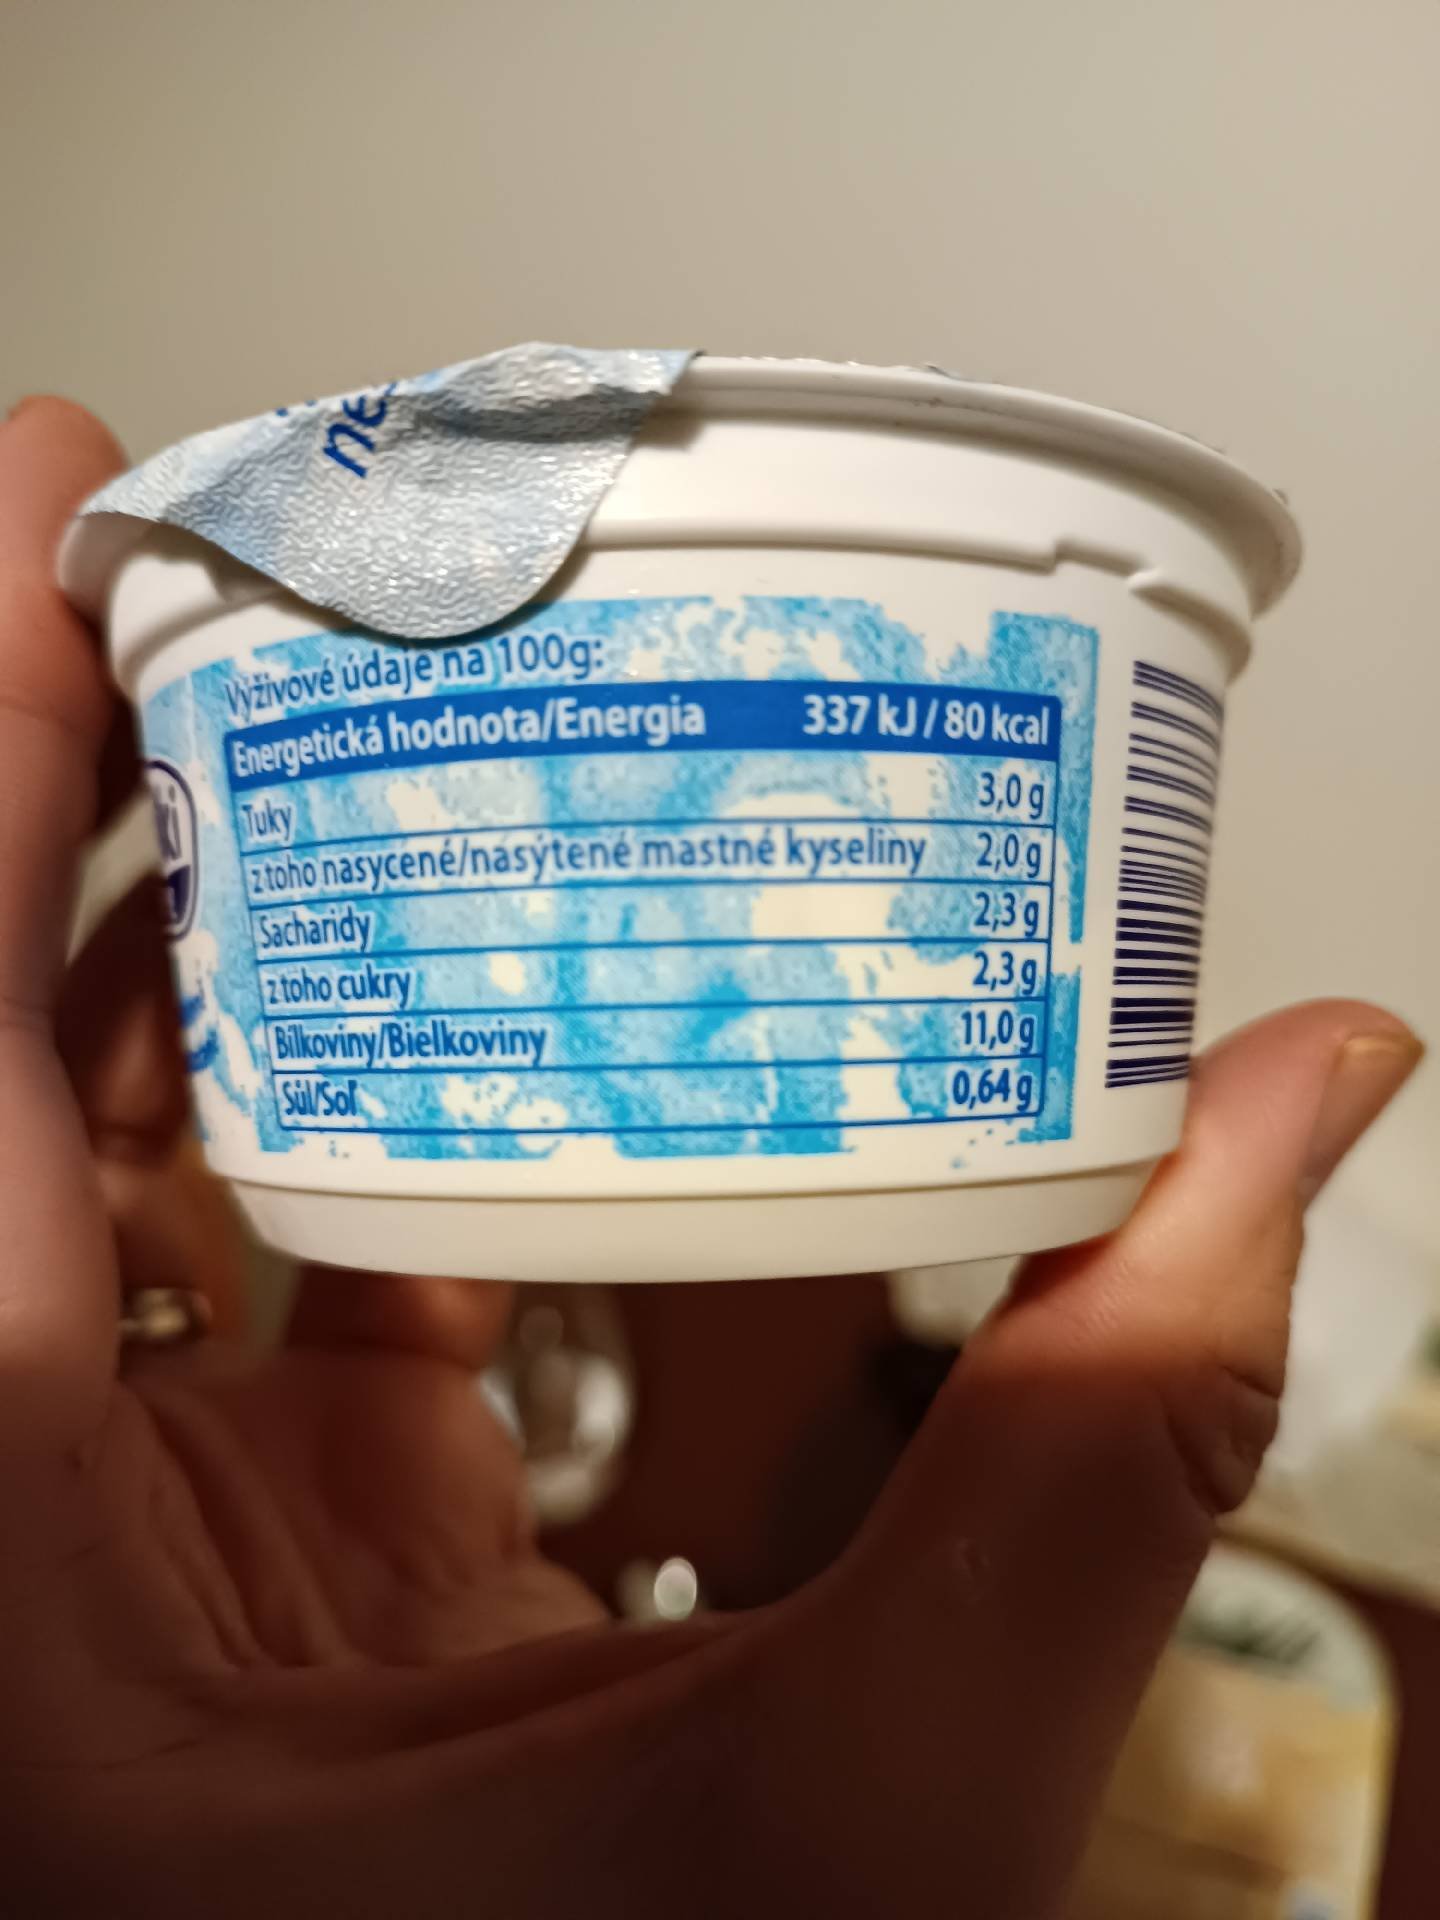 Výživové údaje na 100g:
Energetická hodnota/Energia 337 kJ / 80 kcal
Tuky 3,0 g
z toho nasycené/nasýtené mastné kyseliny 2,0 g
Sacharidy 2,3 g
z toho cukry 2,3 g
Bílkoviny/Bielkoviny 11,0 g
Sůl/Soľ 0,64 g